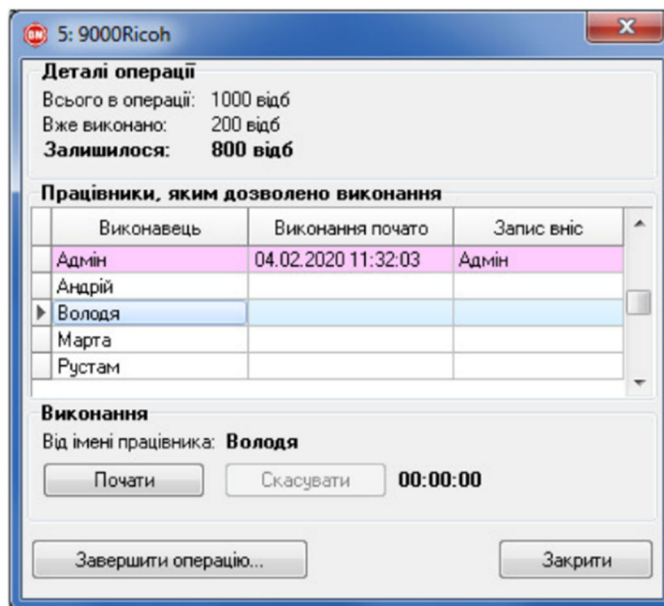 5: 9000Ricoh
Деталі операції
Всього в операції: 1000 відб
Вже виконано: 200 відб
Залишилося: 800 відб
Працівники, яким дозволено виконання
Виконавець Виконання почато Запис вніс
Адмін 04.02.2020 11:32:03 Адмін
Андрій
Володя
Марта
Рустам
Виконання
Від імені працівника: Володя
Почати Скасувати 00:00:00
Завершити операцію... Закрити